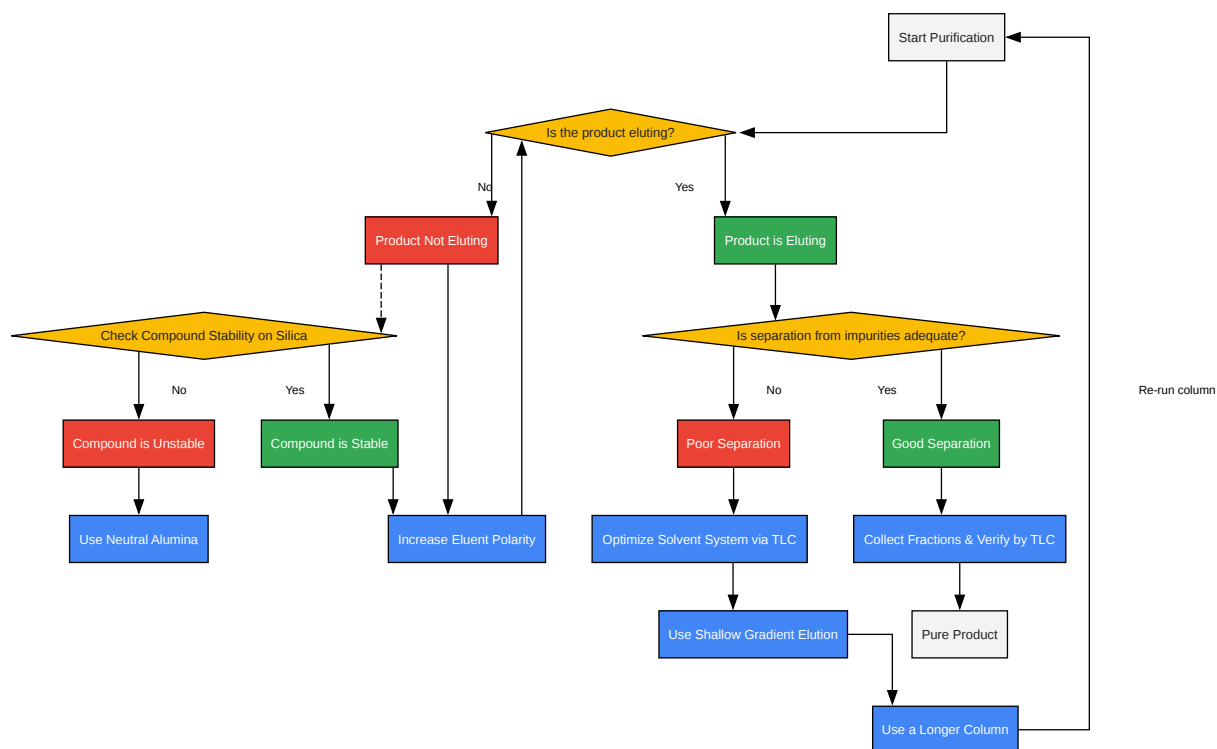 Start Purification
Is the product eluting?
No
Yes
Product Not Eluting
Product is Eluting
Check Compound Stability on Silica
Is separation from impurities adequate?
No
Yes
No
Yes
Re-run column
Compound is Unstable
Compound is Stable
Poor Separation
Good Separation
Use Neutral Alumina
Increase Eluent Polarity
Optimize Solvent System via TLC
Collect Fractions & Verify by TLC
Use Shallow Gradient Elution
Pure Product
Use a Longer Column